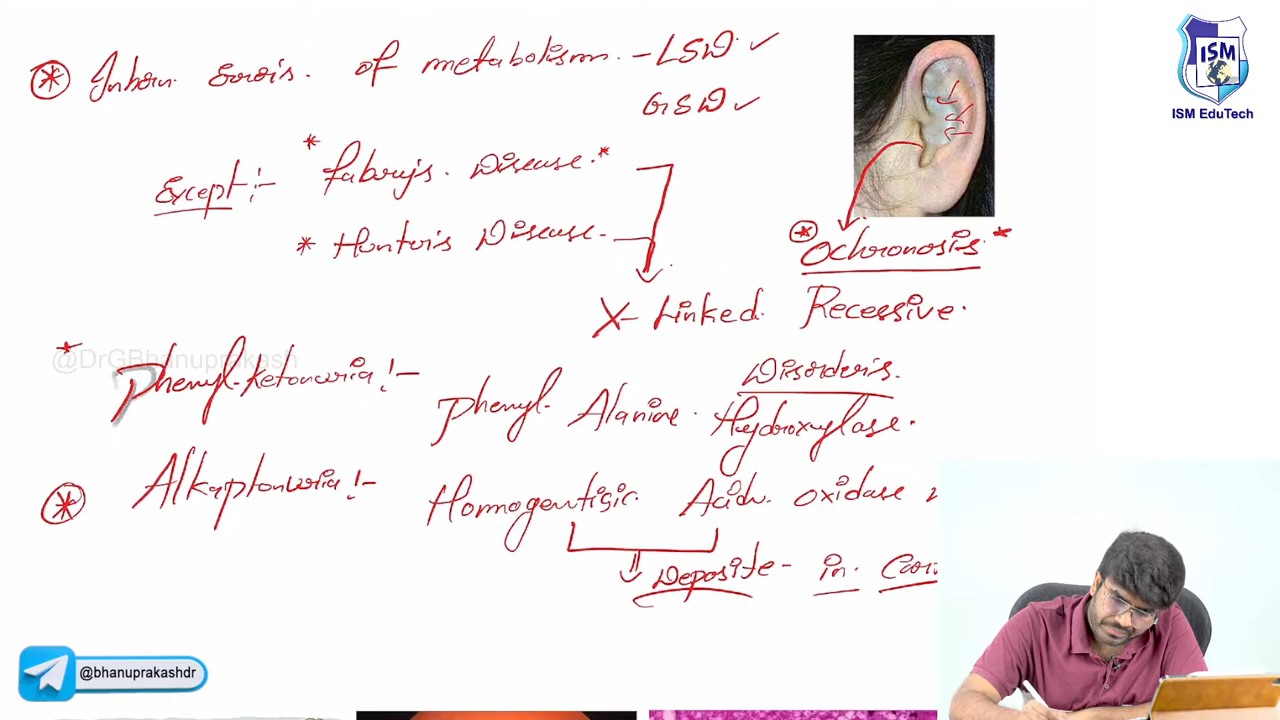 * Inborn Errors of metabolism - LSD ✓
GSD ✓
ISM
ISM EduTech
Except:- * Fabry's Disease. *
* Hunter's Disease.
* Ochronosis *
X- Linked Recessive.
@DrGBhanuprakash
* Phenyl-ketonuria:- Phenyl Alanine Hydroxylase.
Disorders.
* Alkaptonuria:- Homogentisic Acid oxidase
Deposite - in
@bhanuprakashdr